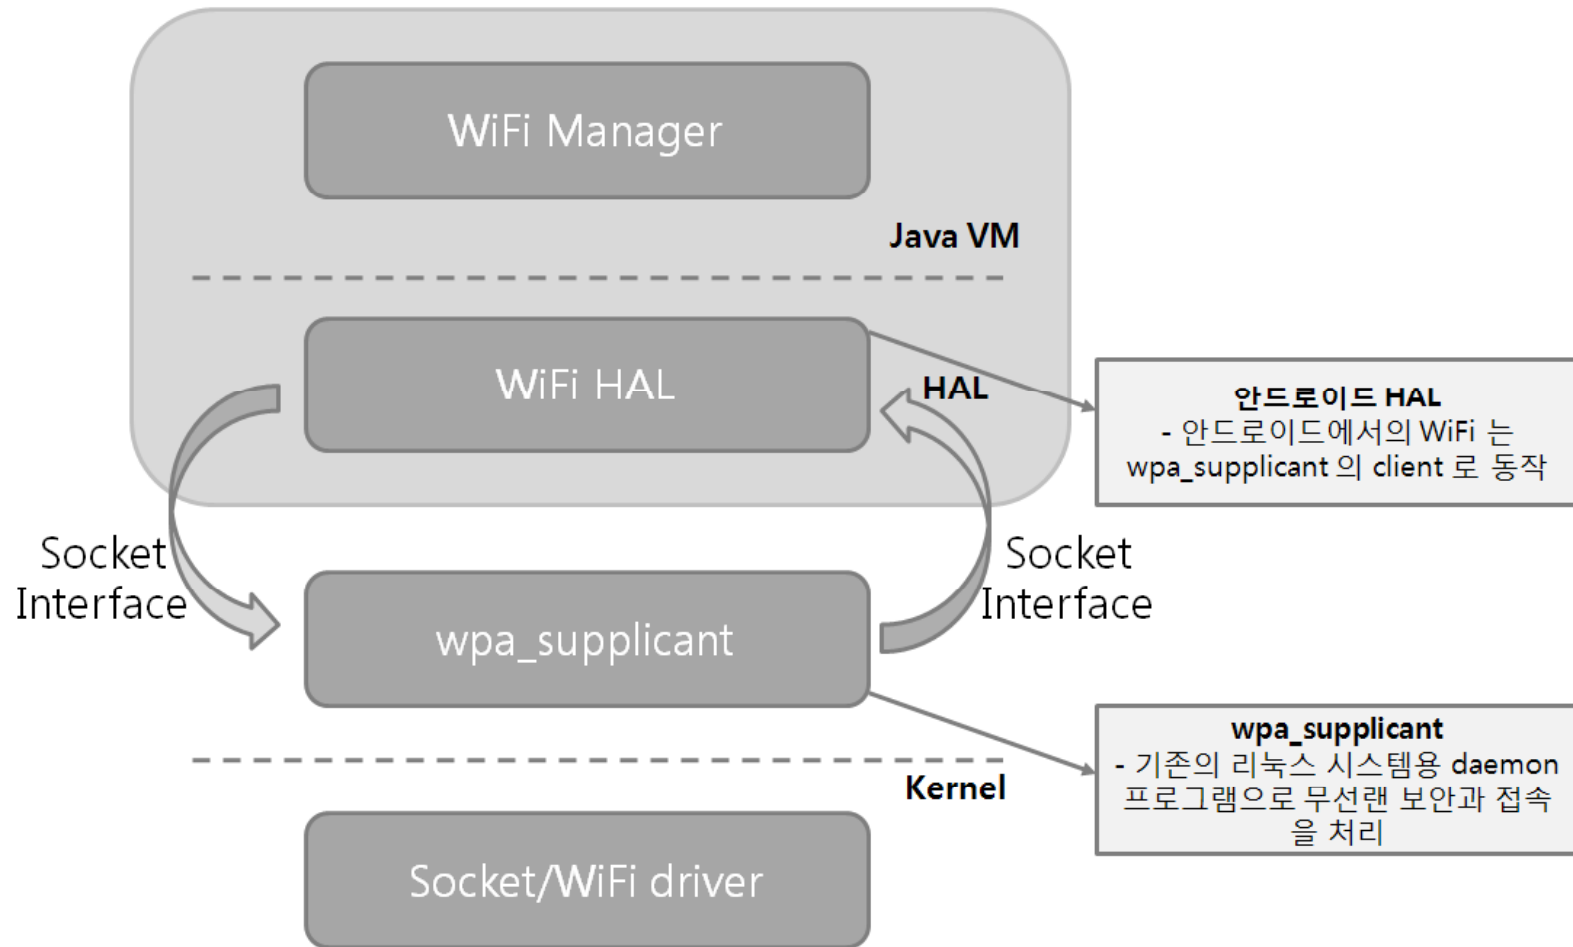 WiFi Manager
Java VM
WiFi HAL
HAL
안드로이드 HAL
- 안드로이드에서의 WiFi 는
wpa_supplicant 의 client 로 동작
Socket
Interface
Socket
Interface
wpa_supplicant
wpa_supplicant
- 기존의 리눅스 시스템용 daemon
프로그램으로 무선랜 보안과 접속
을 처리
Kernel
Socket/WiFi driver